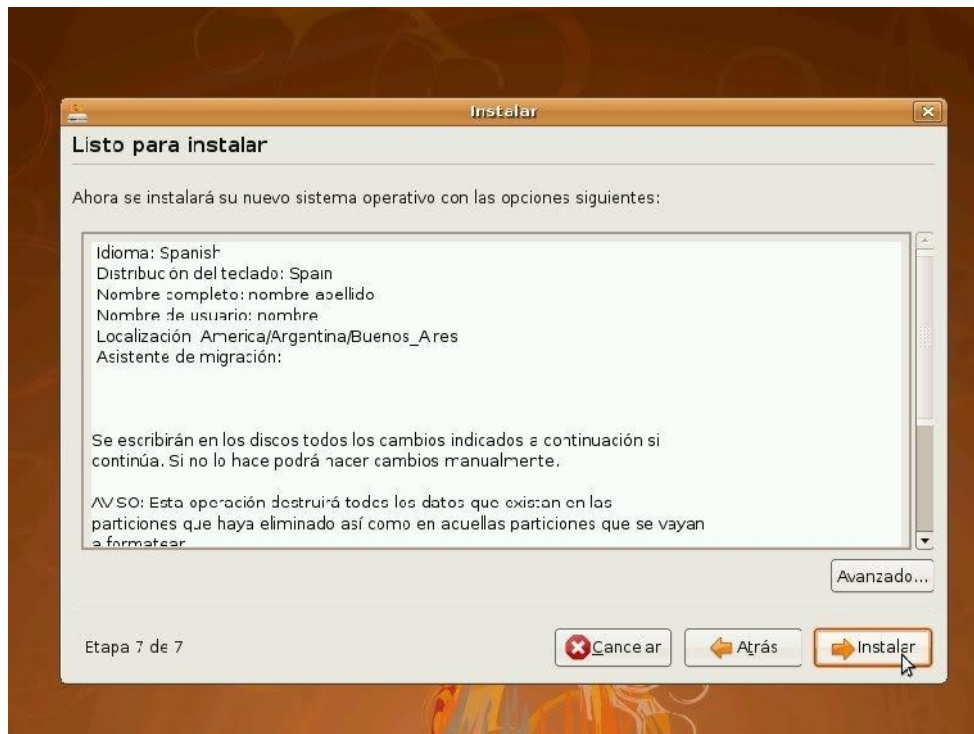 Instalar
Listo para instalar
Ahora se instalará su nuevo sistema operativo con las opciones siguientes:
Idioma: Spanish
Distribución del teclado: Spain
Nombre completo: nombre apellido
Nombre de usuario: nombre
Localización America/Argentina/Buenos_Aires
Asistente de migración:
Se escribirán en los discos todos los cambios indicados a continuación si
continúa. Si no lo hace podrá hacer cambios manualmente.
AVISO: Esta operación destruirá todos los datos que existan en las
particiones que haya eliminado así como en aquellas particiones que se vayan
a formatear
Avanzado...
Etapa 7 de 7
Cancelar
Atrás
Instalar